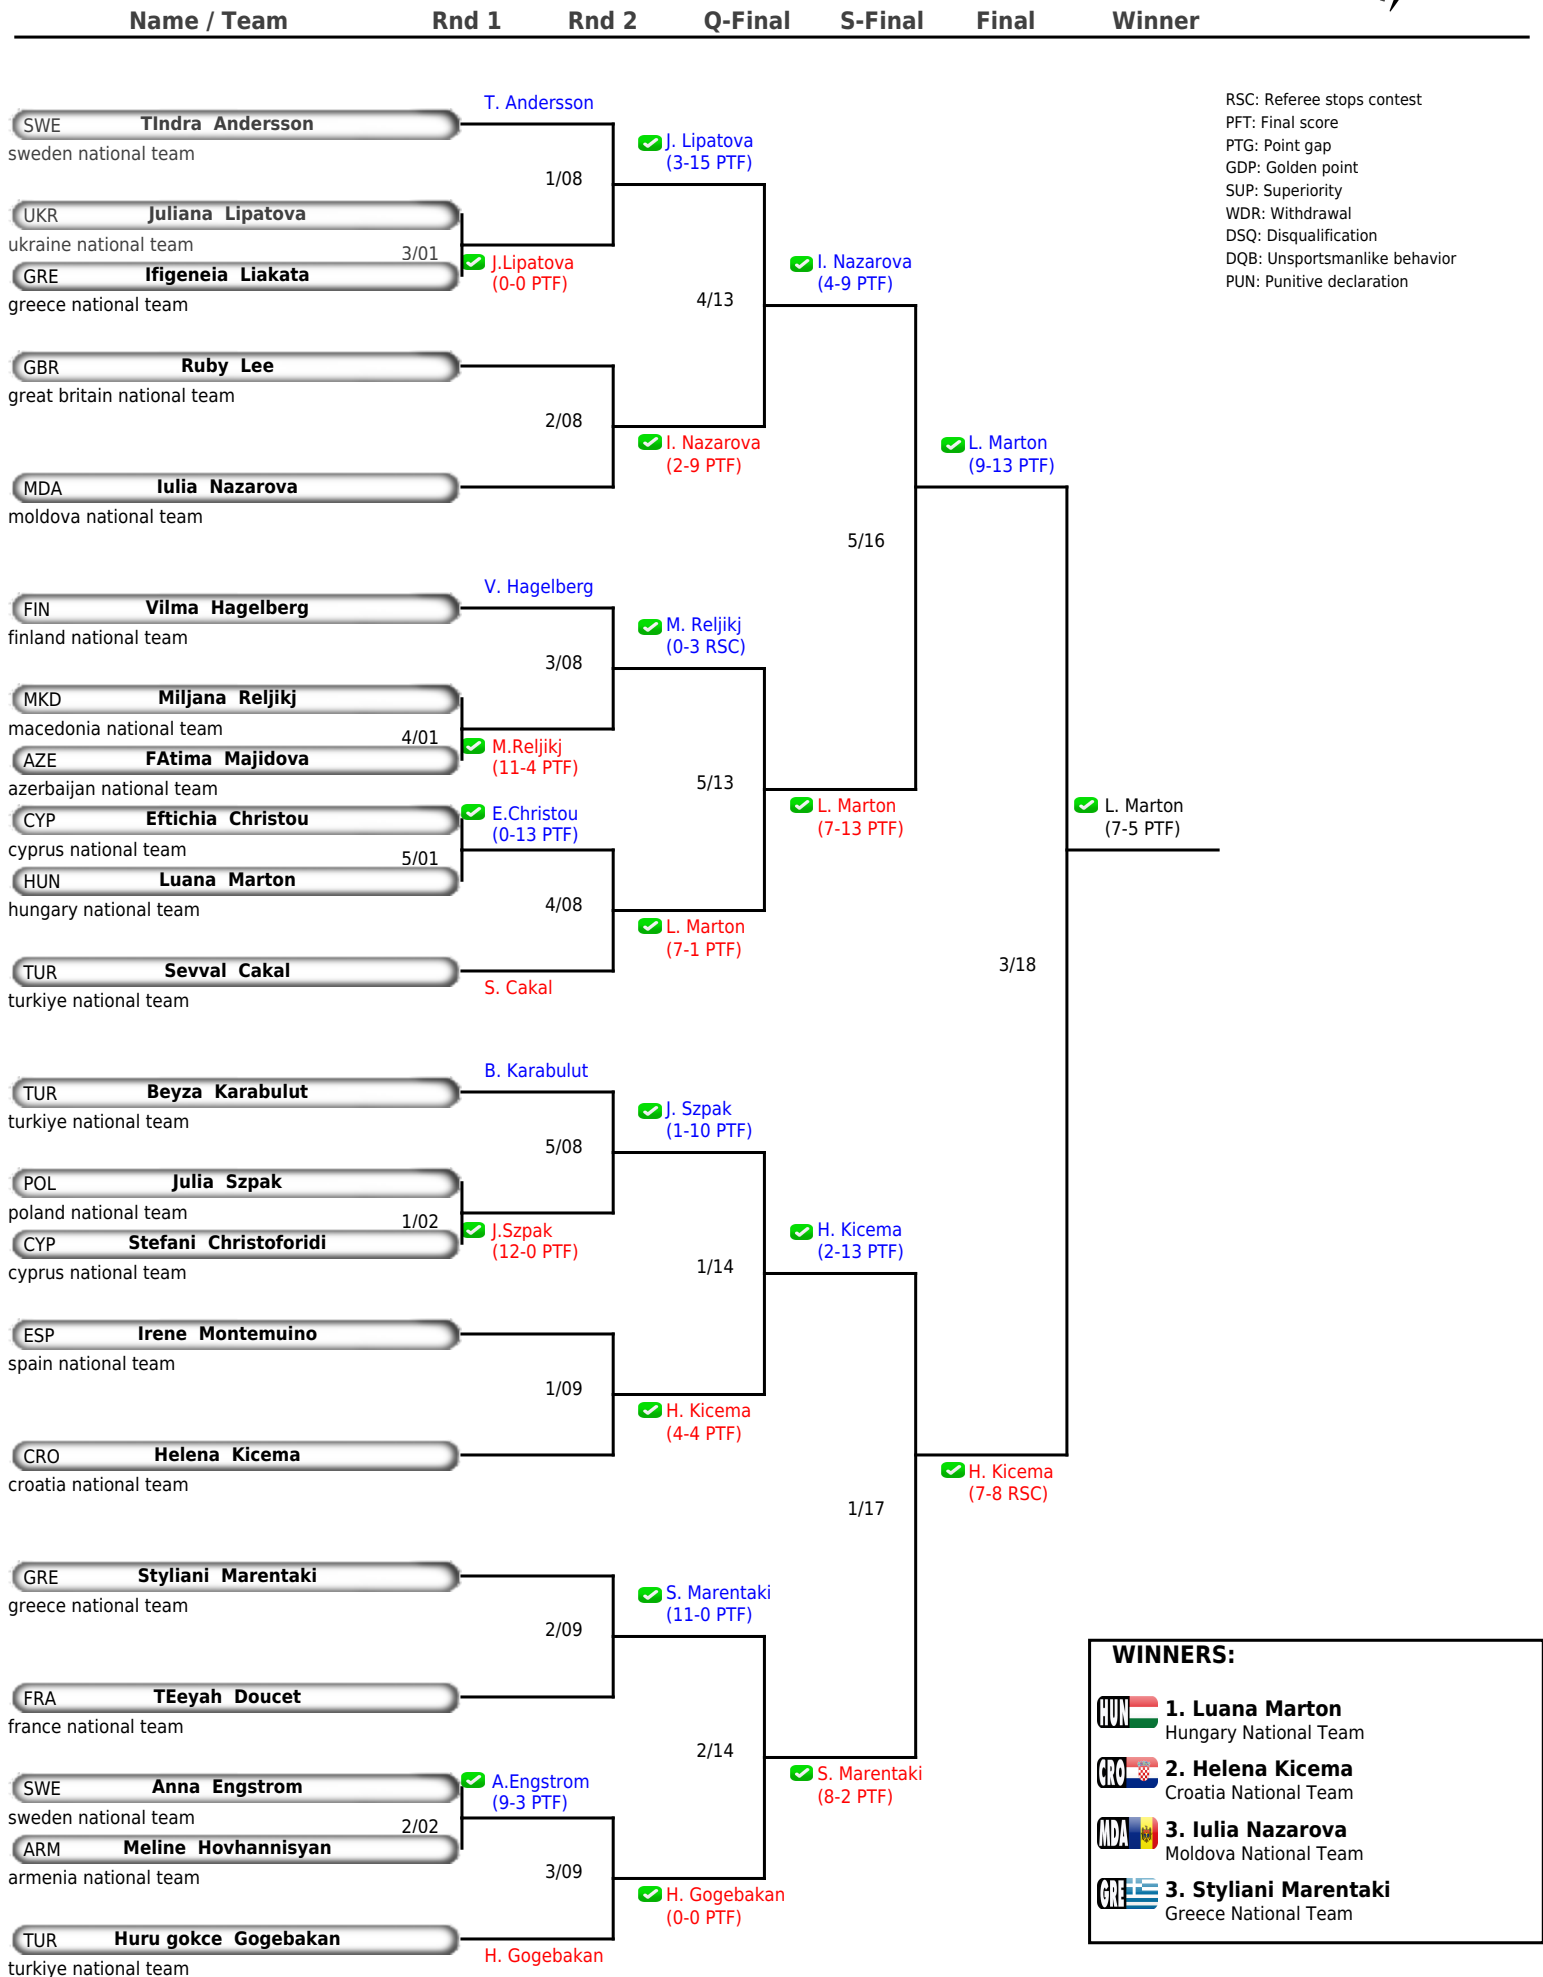 Name / Team Rnd 1 Rnd 2 Q-Final S-Final Final Winner
RSC: Referee stops contest
PFT: Final score
PTG: Point gap
GDP: Golden point
SUP: Superiority
WDR: Withdrawal
DSQ: Disqualification
DQB: Unsportsmanlike behavior
PUN: Punitive declaration
T. Andersson
SWE TIndra Andersson
sweden national team
J. Lipatova
(3-15 PTF)
1/08
UKR Juliana Lipatova
ukraine national team
3/01
GRE Ifigeneia Liakata
greece national team
J.Lipatova
(0-0 PTF)
I. Nazarova
(4-9 PTF)
4/13
GBR Ruby Lee
great britain national team
2/08
I. Nazarova
(2-9 PTF)
L. Marton
(9-13 PTF)
MDA Iulia Nazarova
moldova national team
5/16
V. Hagelberg
FIN Vilma Hagelberg
finland national team
M. Reljikj
(0-3 RSC)
3/08
MKD Miljana Reljikj
macedonia national team
4/01
AZE FAtima Majidova
azerbaijan national team
M.Reljikj
(11-4 PTF)
5/13
CYP Eftichia Christou
cyprus national team
E.Christou
(0-13 PTF)
L. Marton
(7-13 PTF)
L. Marton
(7-5 PTF)
5/01
HUN Luana Marton
hungary national team
4/08
L. Marton
(7-1 PTF)
TUR Sevval Cakal
turkiye national team
S. Cakal
3/18
B. Karabulut
TUR Beyza Karabulut
turkiye national team
J. Szpak
(1-10 PTF)
5/08
POL Julia Szpak
poland national team
1/02
CYP Stefani Christoforidi
cyprus national team
J.Szpak
(12-0 PTF)
H. Kicema
(2-13 PTF)
1/14
ESP Irene Montemuino
spain national team
1/09
H. Kicema
(4-4 PTF)
CRO Helena Kicema
croatia national team
H. Kicema
(7-8 RSC)
1/17
GRE Styliani Marentaki
greece national team
S. Marentaki
(11-0 PTF)
2/09
FRA TEeyah Doucet
france national team
2/14
SWE Anna Engstrom
sweden national team
A.Engstrom
(9-3 PTF)
S. Marentaki
(8-2 PTF)
2/02
ARM Meline Hovhannisyan
armenia national team
3/09
H. Gogebakan
(0-0 PTF)
TUR Huru gokce Gogebakan
turkiye national team
H. Gogebakan
WINNERS:
HUN 1. Luana Marton
Hungary National Team
CRO 2. Helena Kicema
Croatia National Team
MDA 3. Iulia Nazarova
Moldova National Team
GRE 3. Styliani Marentaki
Greece National Team